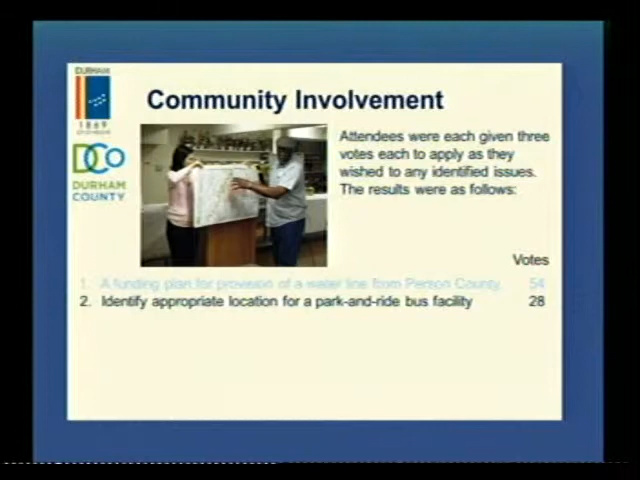 DURHAM
1869
Community Involvement
DCo
DURHAM
COUNTY
Attendees were each given three
votes each to apply as they
wished to any identified issues.
The results were as follows:
Votes
1. A funding plan for provision of a water line from Person County. 54
2. Identify appropriate location for a park-and-ride bus facility 28